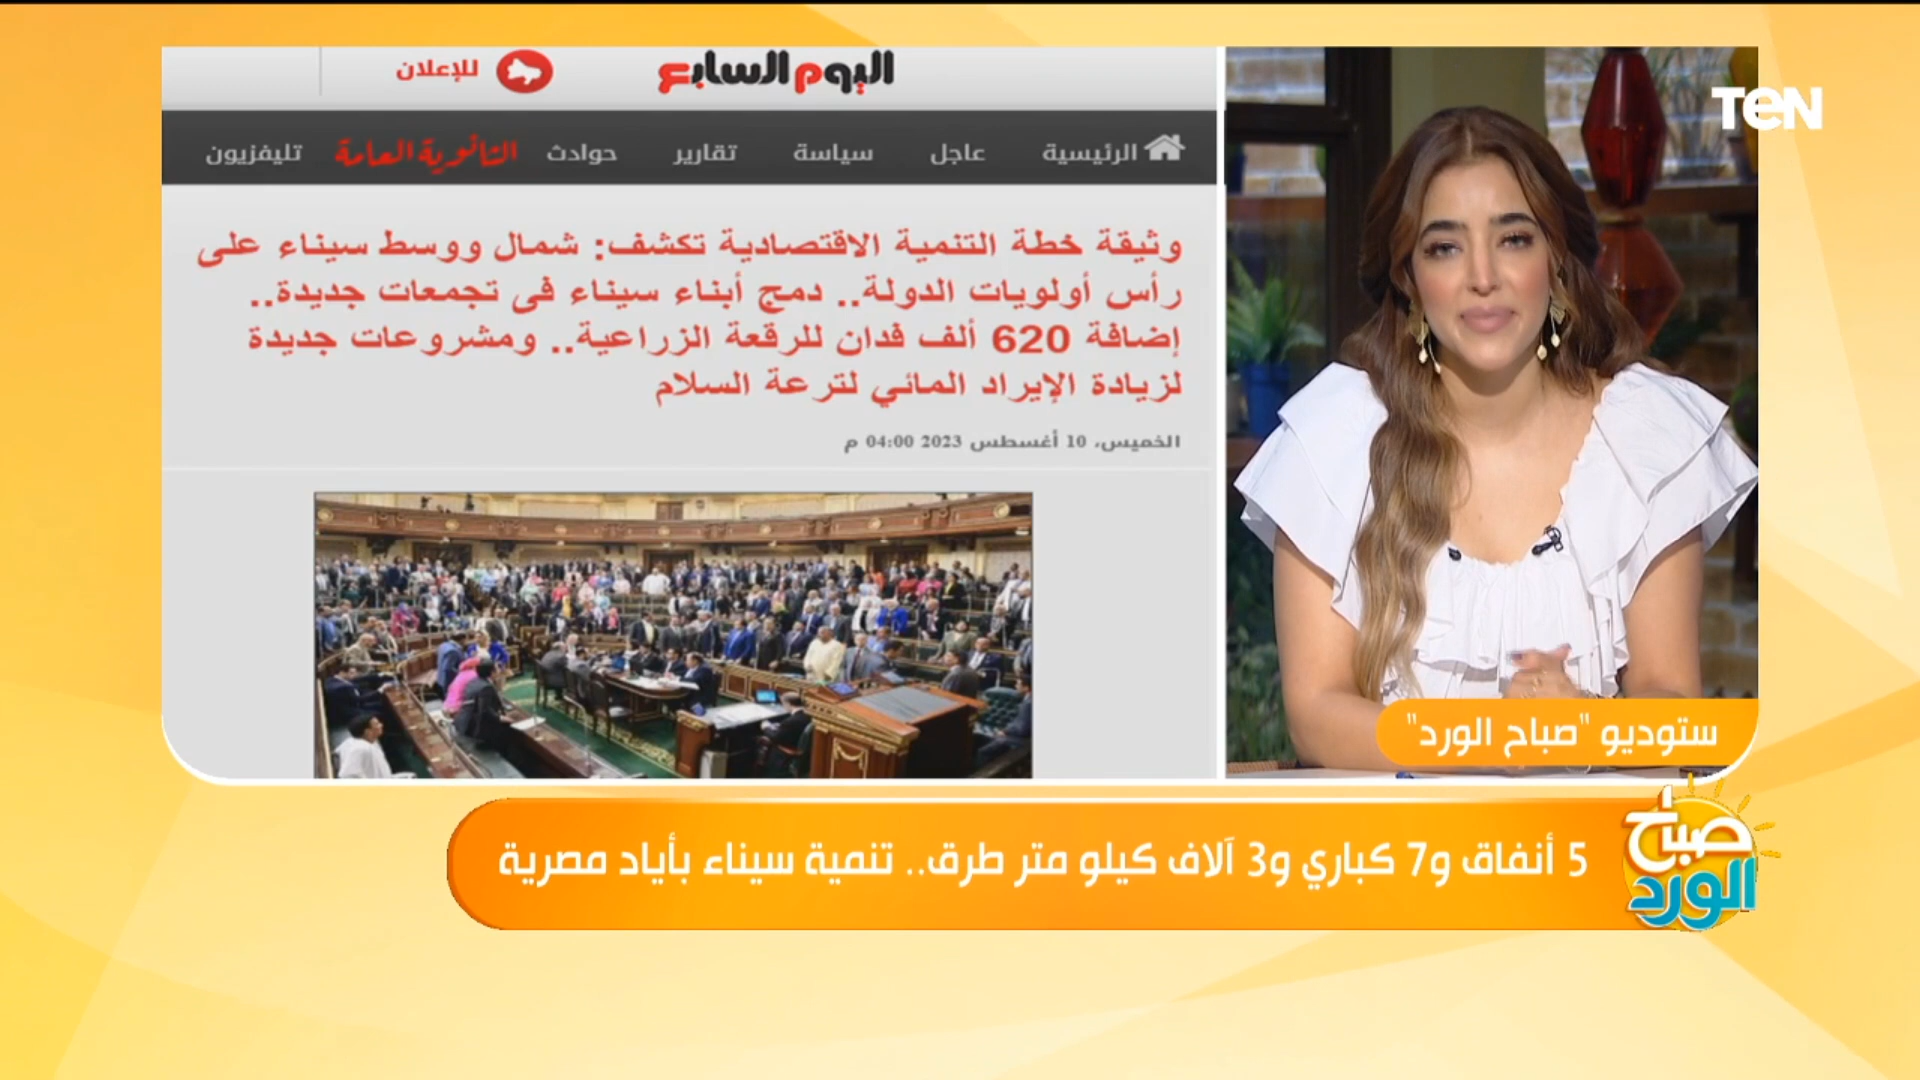 TeN
اليوم السابع
للإعلان
الرئيسية عاجل سياسة تقارير حوادث الثانوية العامة تليفزيون
وثيقة خطة التنمية الاقتصادية تكشف: شمال ووسط سيناء على
رأس أولويات الدولة.. دمج أبناء سيناء فى تجمعات جديدة..
إضافة 620 ألف فدان للرقعة الزراعية.. ومشروعات جديدة
لزيادة الإيراد المائي لترعة السلام
الخميس، 10 أغسطس 2023 04:00 م
ستوديو "صباح الورد"
5 أنفاق و7 كباري و3 آلاف كيلو متر طرق.. تنمية سيناء بأياد مصرية
صباح
الورد